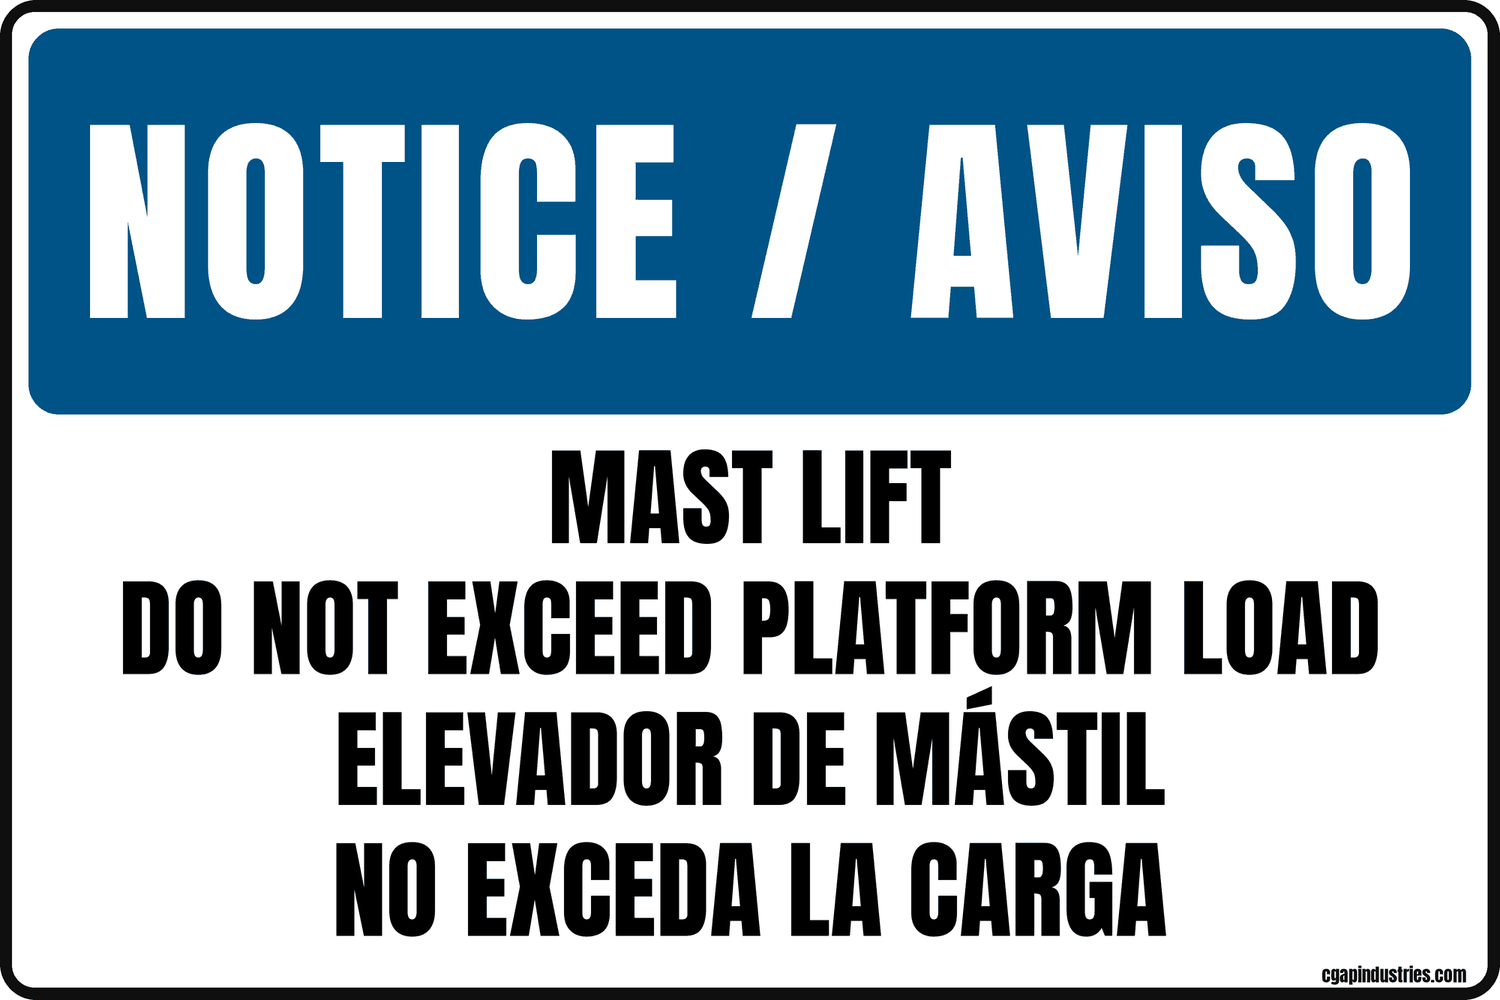 NOTICE / AVISO
MAST LIFT
DO NOT EXCEED PLATFORM LOAD
ELEVADOR DE MÁSTIL
NO EXCEDA LA CARGA
cgapindustries.com